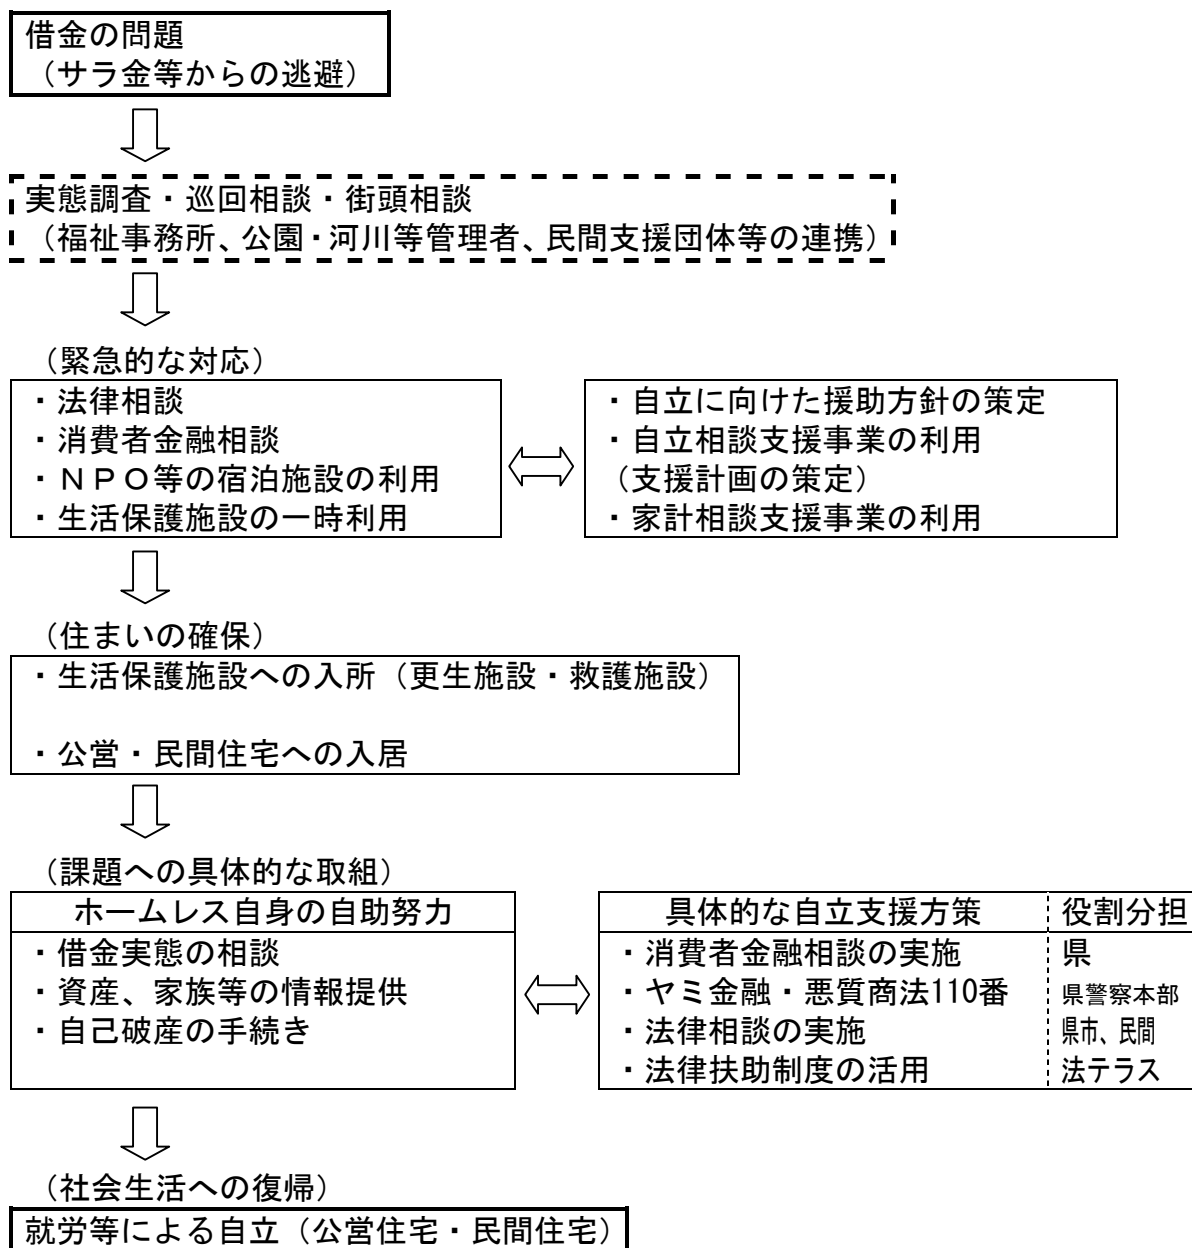 借金の問題
（サラ金等からの逃避）
実態調査・巡回相談・街頭相談
（福祉事務所、公園・河川等管理者、民間支援団体等の連携）
（緊急的な対応）
・法律相談
・消費者金融相談
・ＮＰＯ等の宿泊施設の利用
・生活保護施設の一時利用
・自立に向けた援助方針の策定
・自立相談支援事業の利用
（支援計画の策定）
・家計相談支援事業の利用
（住まいの確保）
・生活保護施設への入所（更生施設・救護施設）
・公営・民間住宅への入居
（課題への具体的な取組）
ホームレス自身の自助努力
・借金実態の相談
・資産、家族等の情報提供
・自己破産の手続き
具体的な自立支援方策 役割分担
・消費者金融相談の実施 県
・ヤミ金融・悪質商法110番 県警察本部
・法律相談の実施 県市、民間
・法律扶助制度の活用 法テラス
（社会生活への復帰）
就労等による自立（公営住宅・民間住宅）